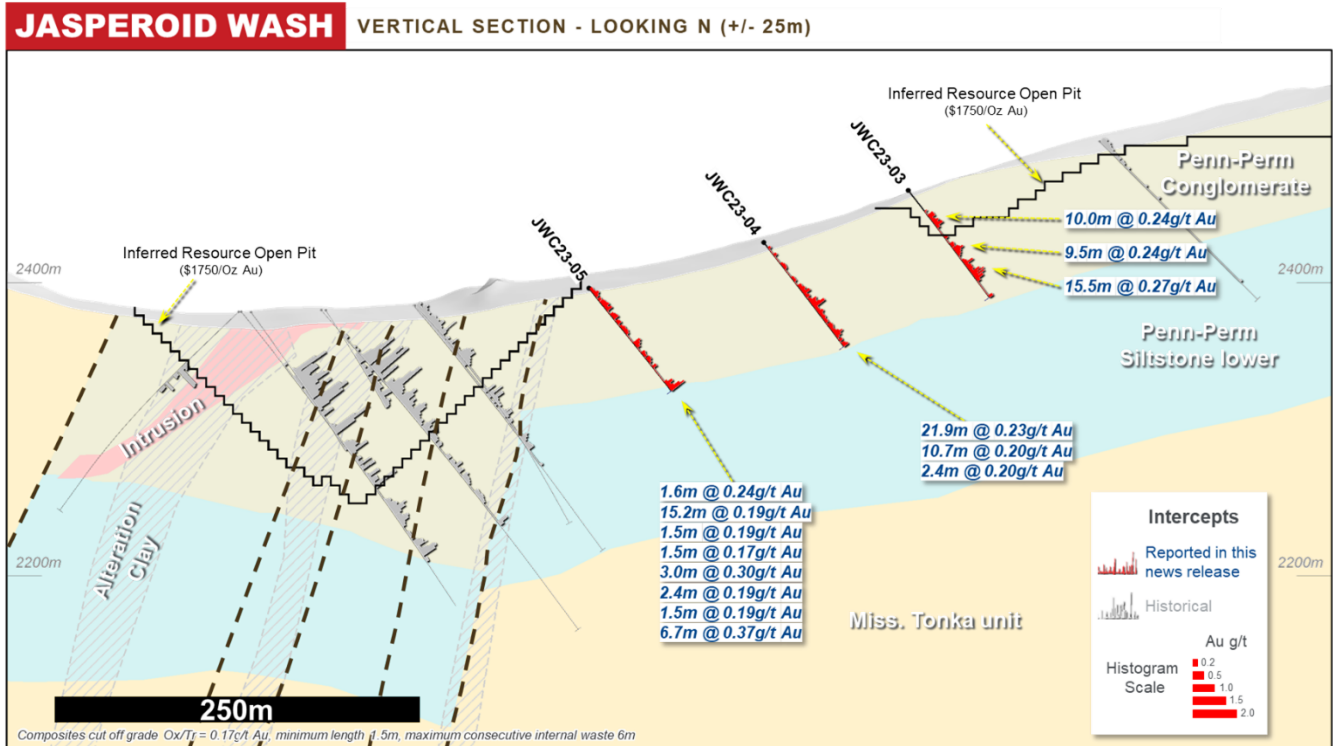 JASPEROID WASH
VERTICAL SECTION - LOOKING N (+/- 25m)
Inferred Resource Open Pit
($1750/Oz Au)
JWC23-03
Penn-Perm
Conglomerate
JWC23-04
10.0m @ 0.24g/t Au
JWC23-05
9.5m @ 0.24g/t Au
Inferred Resource Open Pit
($1750/Oz Au)
2400m
2400m
15.5m @ 0.27g/t Au
Penn-Perm
Siltstone lower
Intrusion
21.9m @ 0.23g/t Au
10.7m @ 0.20g/t Au
2.4m @ 0.20g/t Au
1.6m @ 0.24g/t Au
15.2m @ 0.19g/t Au
1.5m @ 0.19g/t Au
1.5m @ 0.17g/t Au
3.0m @ 0.30g/t Au
2.4m @ 0.19g/t Au
1.5m @ 0.19g/t Au
6.7m @ 0.37g/t Au
Alteration
Clay
2200m
2200m
Miss. Tonka unit
Intercepts
Reported in this
news release
Historical
Au g/t
Histogram
Scale
0.2
0.5
1.0
1.5
2.0
250m
Composites cut off grade Ox/Tr = 0.17g/t Au, minimum length 1.5m, maximum consecutive internal waste 6m